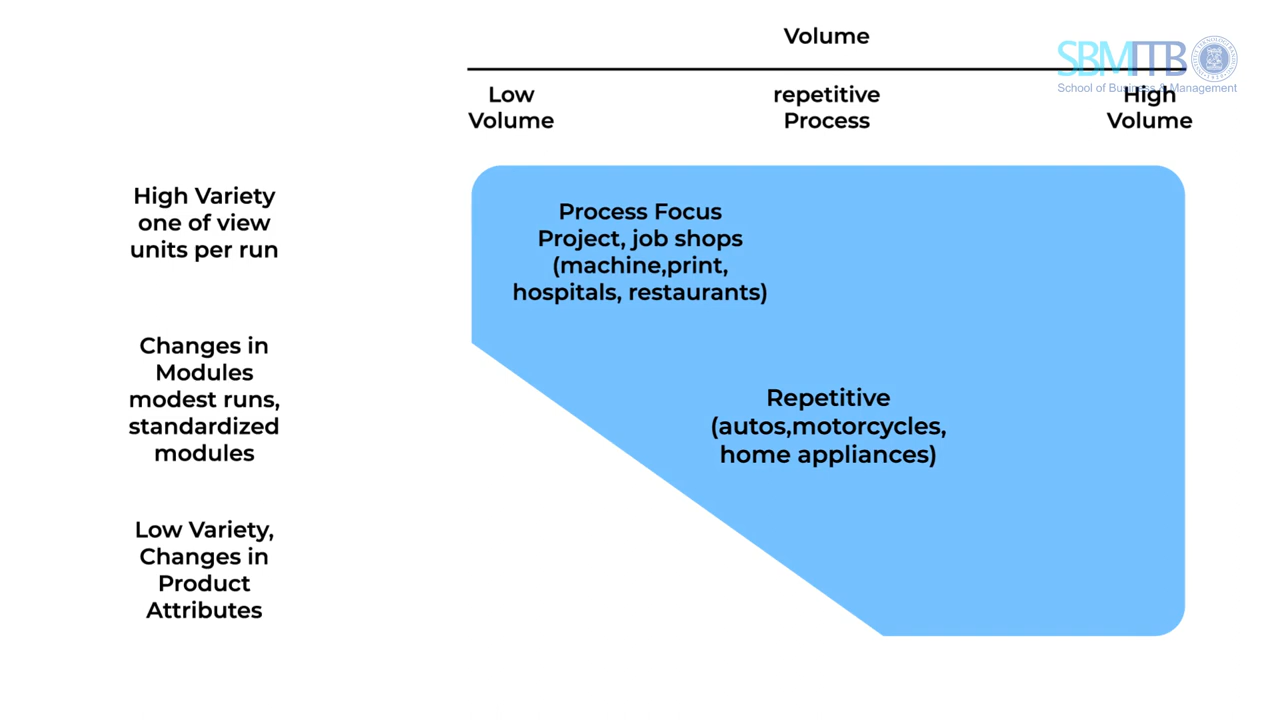 Volume
SBM ITB
School of Business & Management
Low
Volume
repetitive
Process
High
Volume
High Variety
one of view
units per run
Process Focus
Project, job shops
(machine,print,
hospitals, restaurants)
Changes in
Modules
modest runs,
standardized
modules
Repetitive
(autos,motorcycles,
home appliances)
Low Variety,
Changes in
Product
Attributes